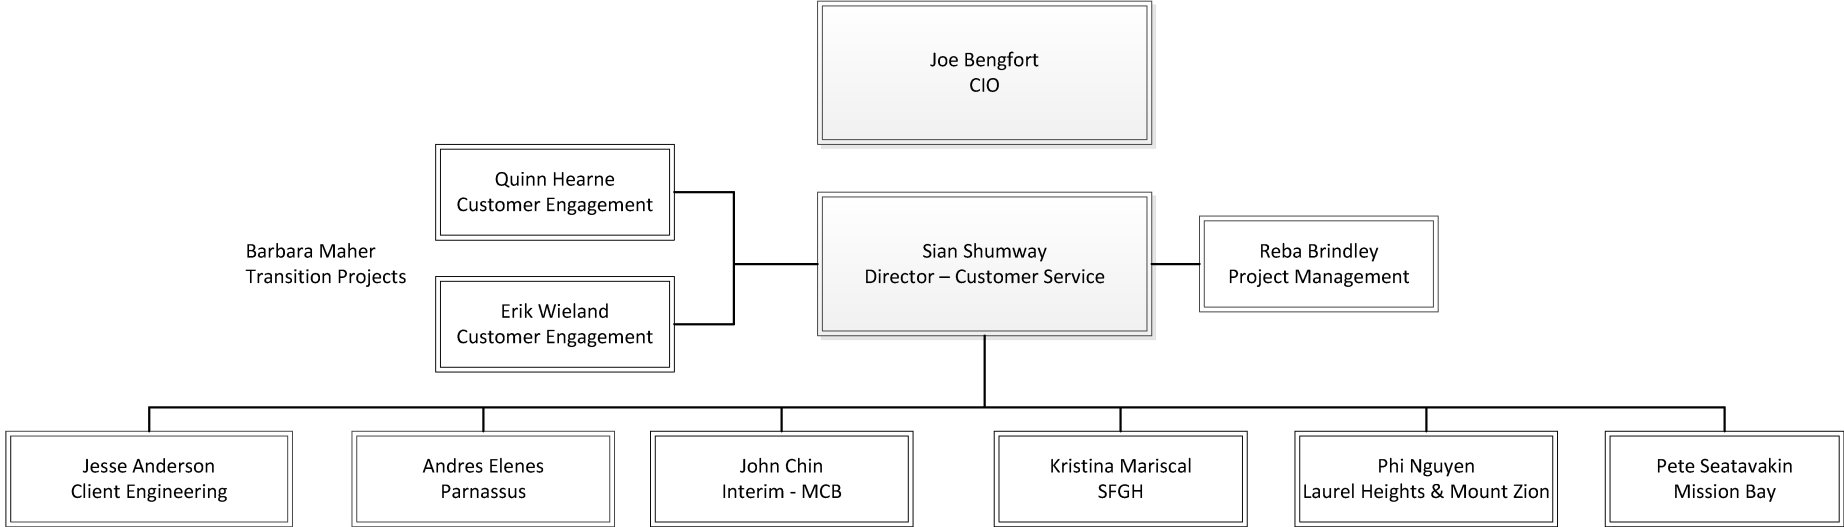 Joe Bengfort
CIO
Quinn Hearne
Customer Engagement
Barbara Maher
Transition Projects
Erik Wieland
Customer Engagement
Sian Shumway
Director – Customer Service
Reba Brindley
Project Management
Jesse Anderson
Client Engineering
Andres Elenes
Parnassus
John Chin
Interim - MCB
Kristina Mariscal
SFGH
Phi Nguyen
Laurel Heights & Mount Zion
Pete Seatavakin
Mission Bay